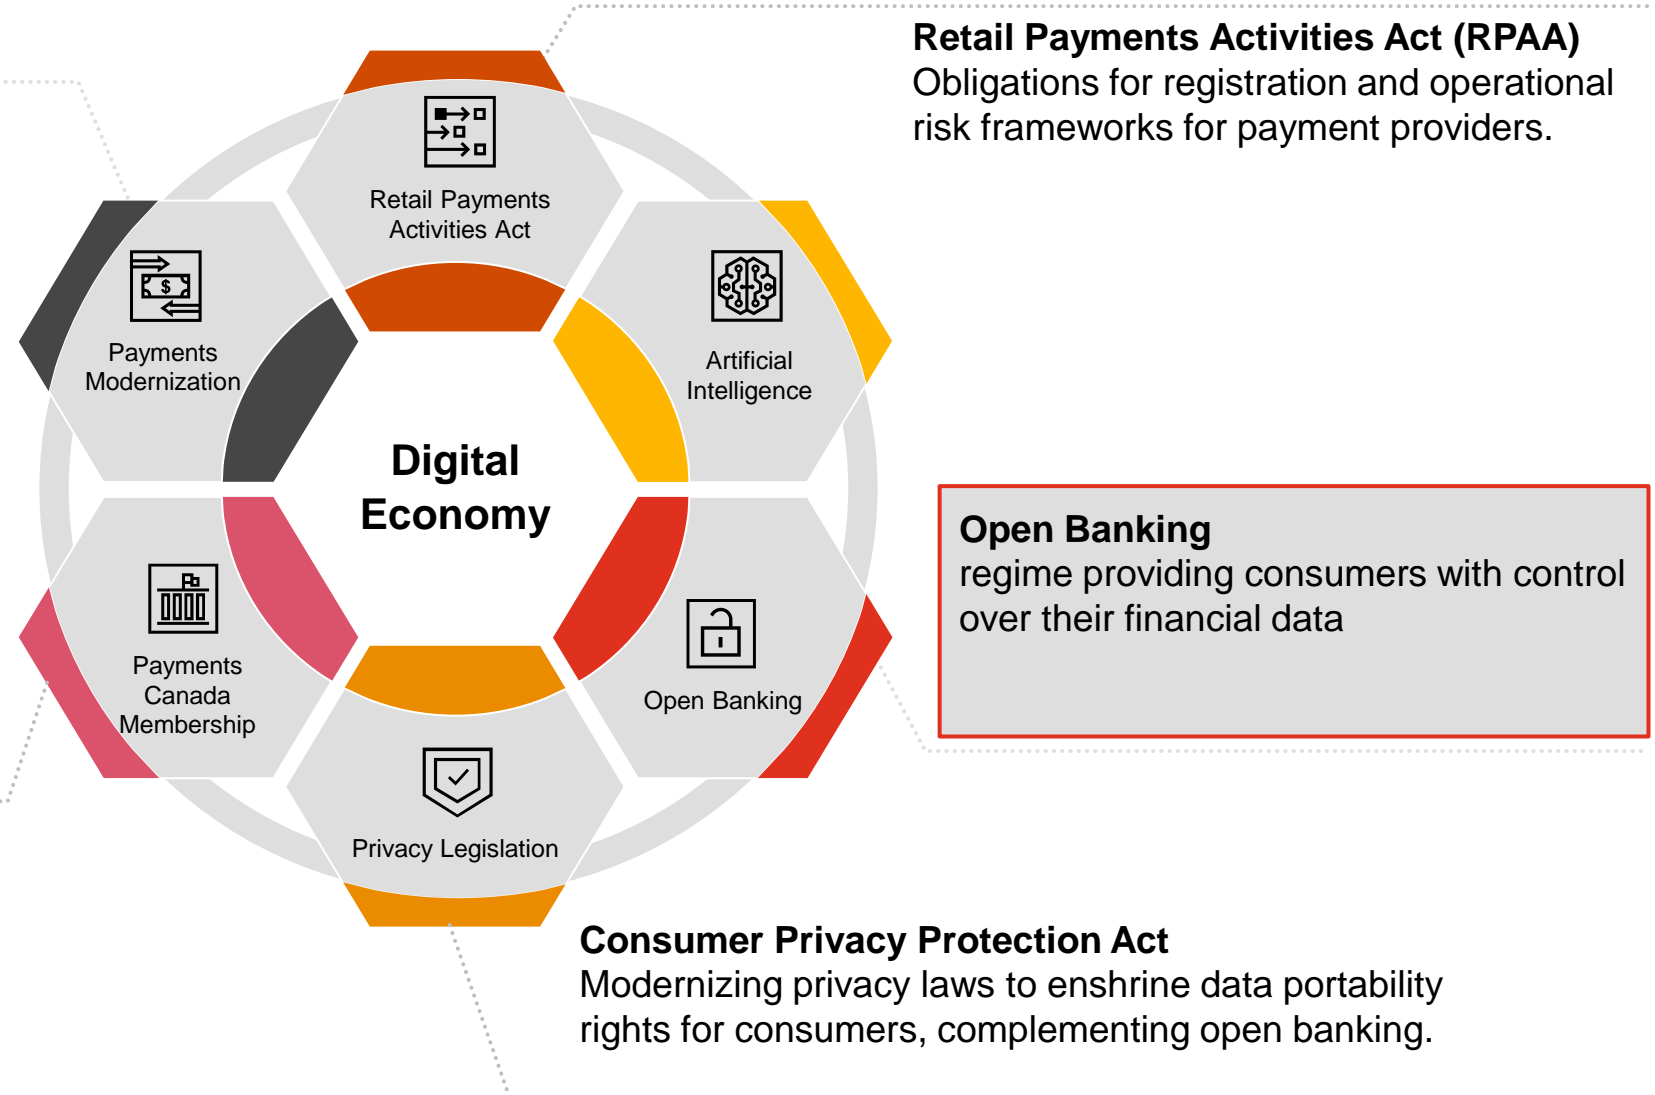 Retail Payments Activities Act (RPAA)
Obligations for registration and operational
risk frameworks for payment providers.
Retail Payments
Activities Act
$
Payments
Modernization
Artificial
Intelligence
Digital
Economy
Open Banking
regime providing consumers with control
over their financial data
Payments
Canada
Membership
Open Banking
Privacy Legislation
Consumer Privacy Protection Act
Modernizing privacy laws to enshrine data portability
rights for consumers, complementing open banking.